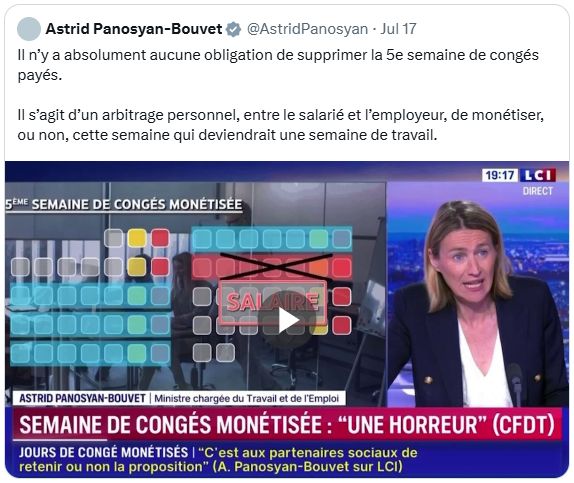 Astrid Panosyan-Bouvet @AstridPanosyan · Jul 17
Il n’y a absolument aucune obligation de supprimer la 5e semaine de congés
payés.
Il s’agit d’un arbitrage personnel, entre le salarié et l’employeur, de monétiser,
ou non, cette semaine qui deviendrait une semaine de travail.
19:17 LCI
DIRECT
5ÈME SEMAINE DE CONGÉS MONÉTISÉE
SALAIRE
ASTRID PANOSYAN-BOUVET | Ministre chargée du Travail et de l'Emploi
SEMAINE DE CONGÉS MONÉTISÉE : “UNE HORREUR” (CFDT)
JOURS DE CONGÉ MONÉTISÉS | “C'est aux partenaires sociaux de
retenir ou non la proposition” (A. Panosyan-Bouvet sur LCI)